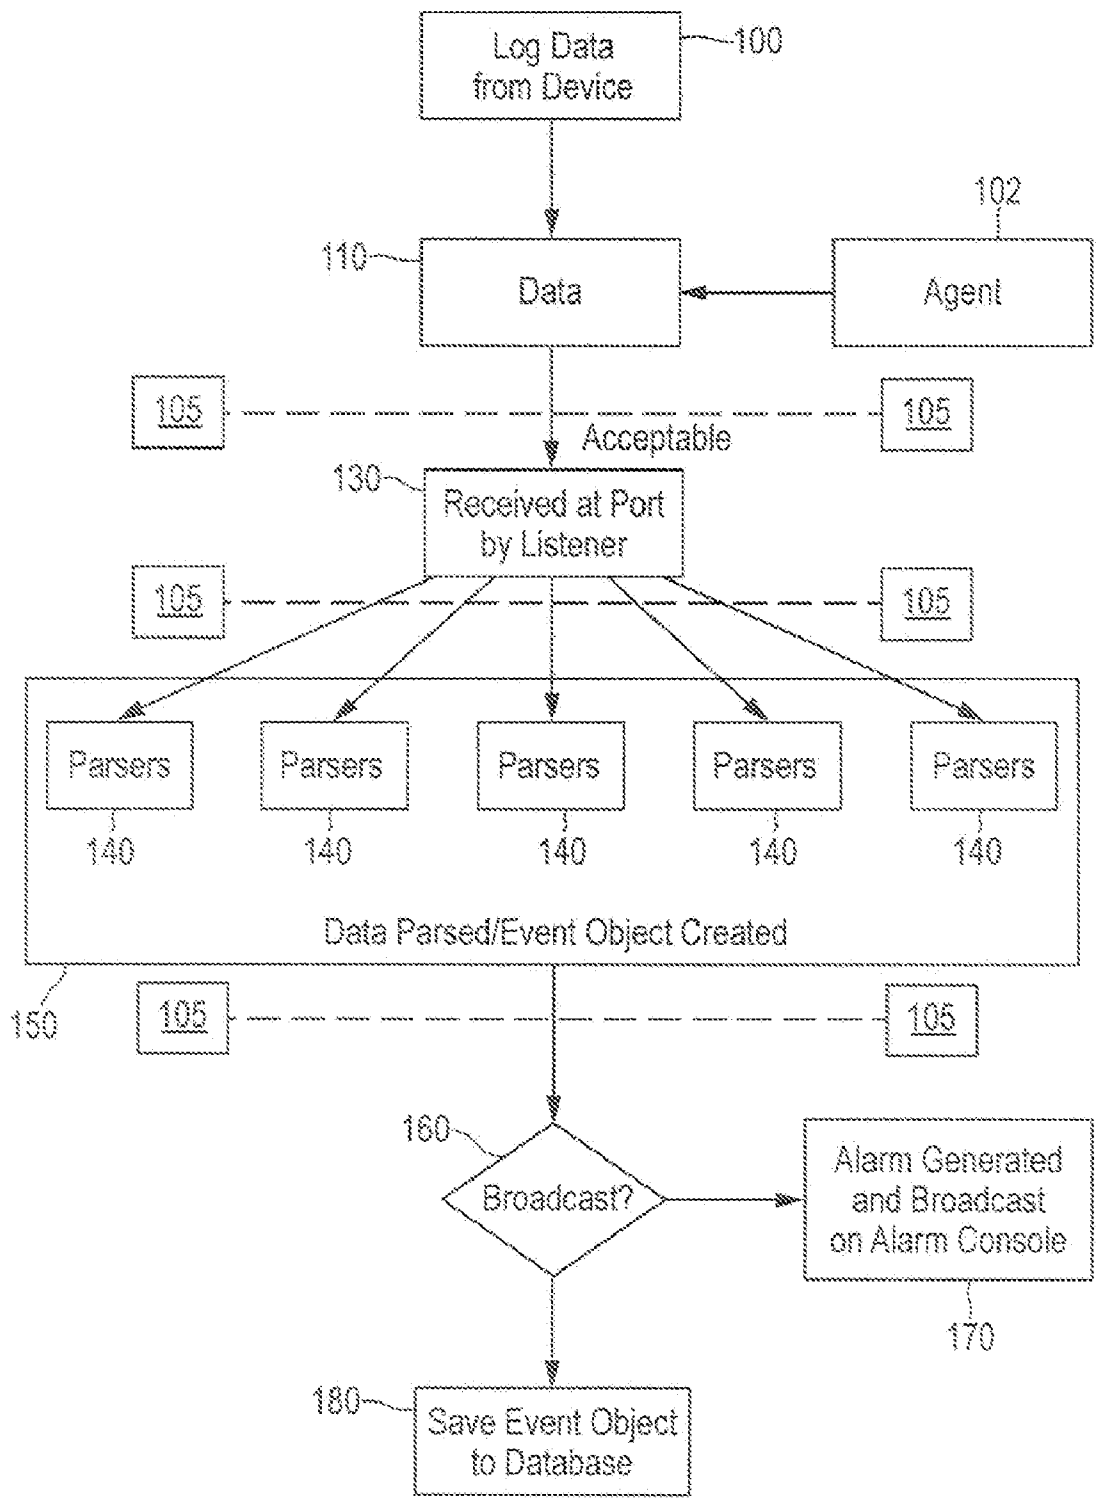 Log Data
from Device
100
102
110
Data
Agent
105
105
Acceptable
130
Received at Port
by Listener
105
105
Parsers
Parsers
Parsers
Parsers
Parsers
140
140
140
140
140
Data Parsed/Event Object Created
150
105
105
160
Broadcast?
Alarm Generated
and Broadcast
on Alarm Console
170
180
Save Event Object
to Database